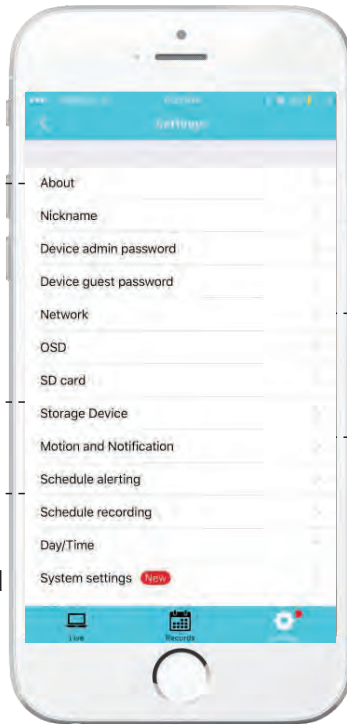 Settings
About
Nickname
Device admin password
Device guest password
Network
OSD
SD card
Storage Device
Motion and Notification
Schedule alerting
Schedule recording
Day/Time
System settings New
Live Records